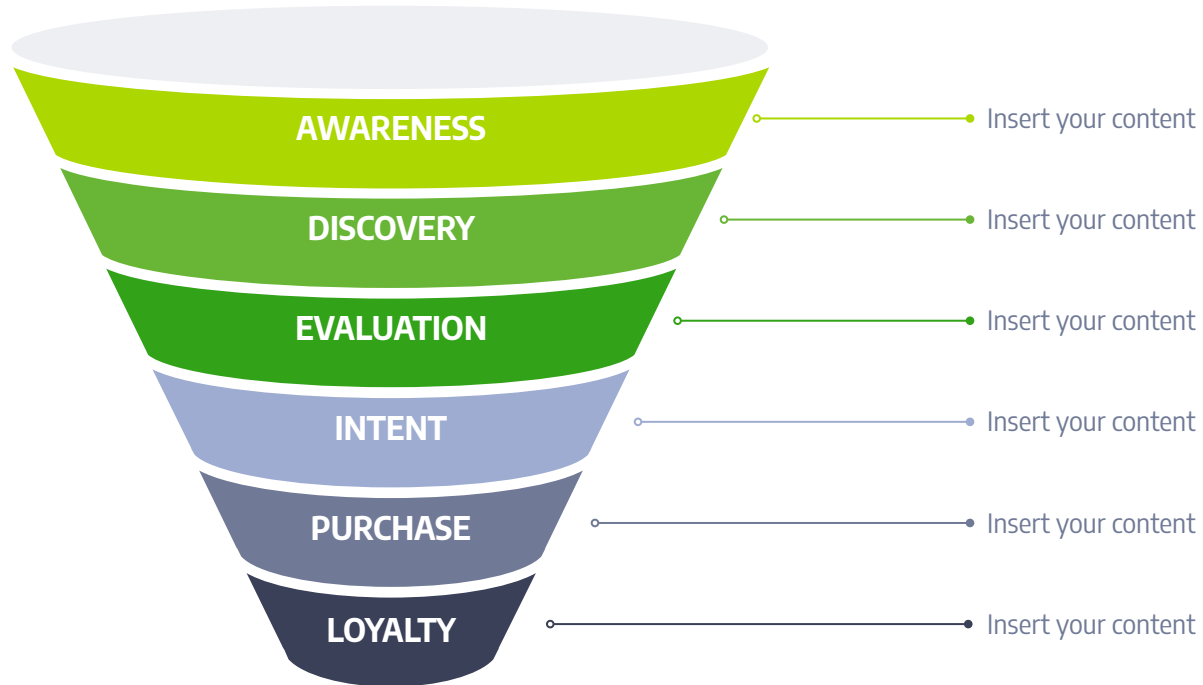 AWARENESS
Insert your content
DISCOVERY
Insert your content
EVALUATION
Insert your content
INTENT
Insert your content
PURCHASE
Insert your content
LOYALTY
Insert your content